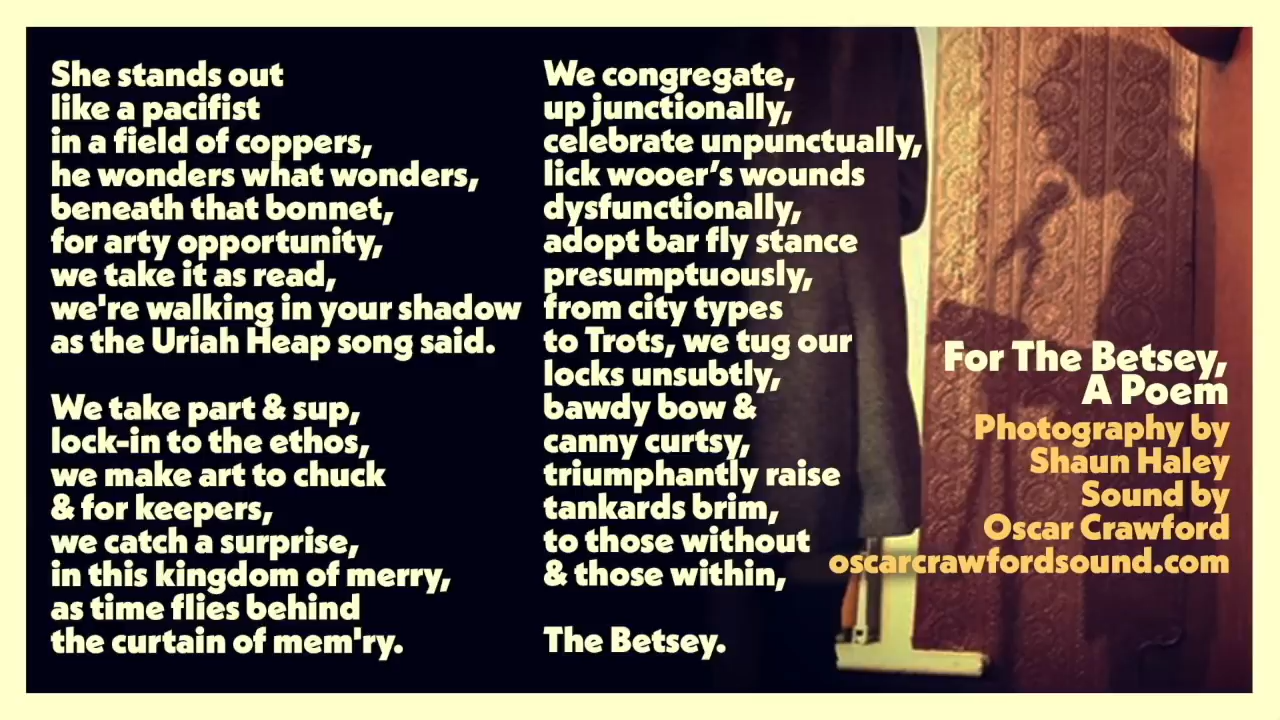 She stands out
like a pacifist
in a field of coppers,
he wonders what wonders,
beneath that bonnet,
for arty opportunity,
we take it as read,
we're walking in your shadow
as the Uriah Heap song said.
We take part & sup,
lock-in to the ethos,
we make art to chuck
& for keepers,
we catch a surprise,
in this kingdom of merry,
as time flies behind
the curtain of mem'ry.
We congregate,
up junctionally,
celebrate unpunctually,
lick wooer’s wounds
dysfunctionally,
adopt bar fly stance
presumptuously,
from city types
to Trots, we tug our
locks unsubtly,
bawdy bow &
canny curtsy,
triumphantly raise
tankards brim,
to those without
& those within,
The Betsey.
For The Betsey,
A Poem
Photography by
Shaun Haley
Sound by
Oscar Crawford
oscarcrawfordsound.com